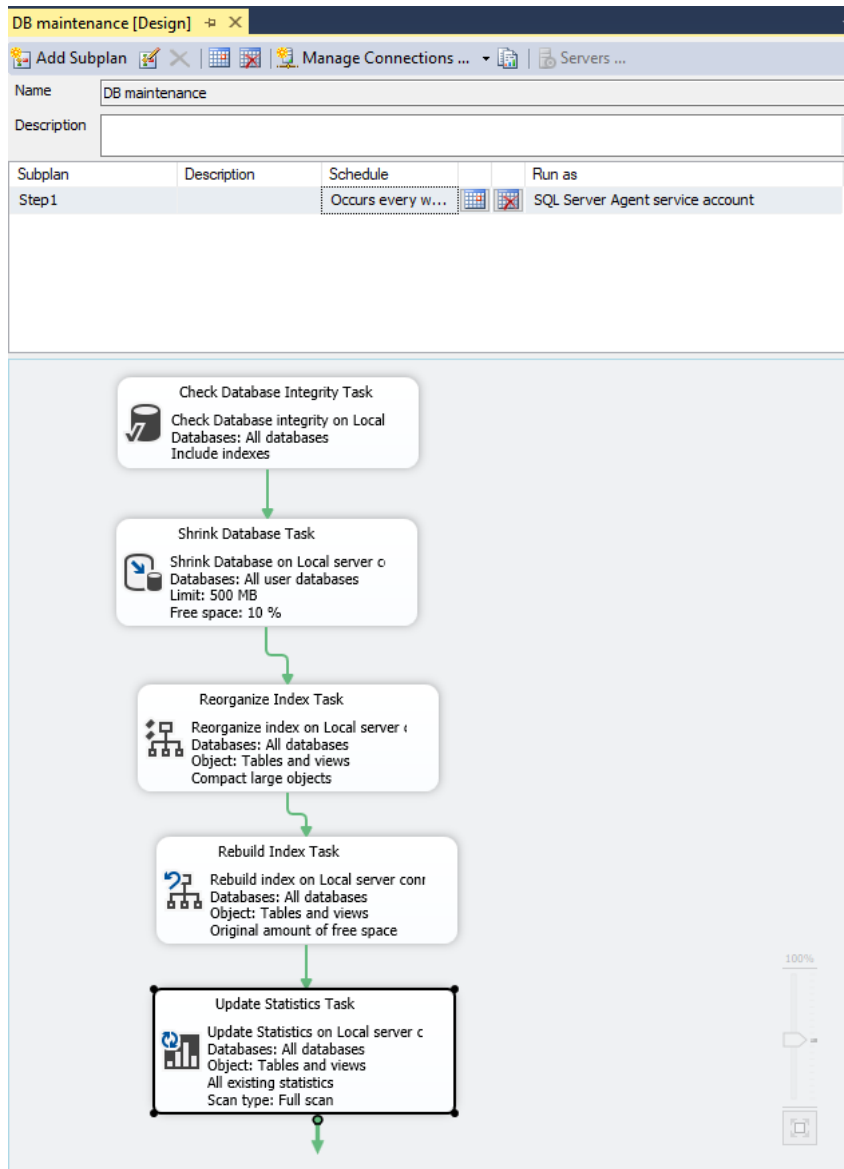 DB maintenance [Design]
Add Subplan Manage Connections ... Servers ...
Name DB maintenance
Description
Subplan Description Schedule Run as
Step1 Occurs every w... SQL Server Agent service account
Check Database Integrity Task
Check Database integrity on Local
Databases: All databases
Include indexes
Shrink Database Task
Shrink Database on Local server c
Databases: All user databases
Limit: 500 MB
Free space: 10 %
Reorganize Index Task
Reorganize index on Local server
Databases: All databases
Object: Tables and views
Compact large objects
Rebuild Index Task
Rebuild index on Local server conr
Databases: All databases
Object: Tables and views
Original amount of free space
100%
Update Statistics Task
Update Statistics on Local server c
Databases: All databases
Object: Tables and views
All existing statistics
Scan type: Full scan